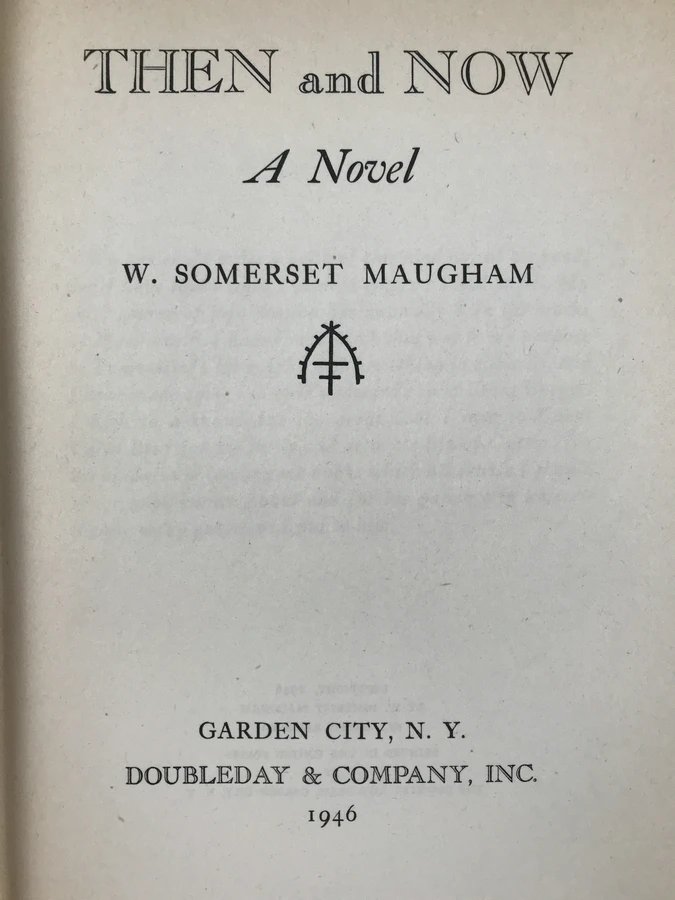 THEN and NOW
A Novel
W. SOMERSET MAUGHAM
GARDEN CITY, N. Y.
DOUBLEDAY & COMPANY, INC.
1946